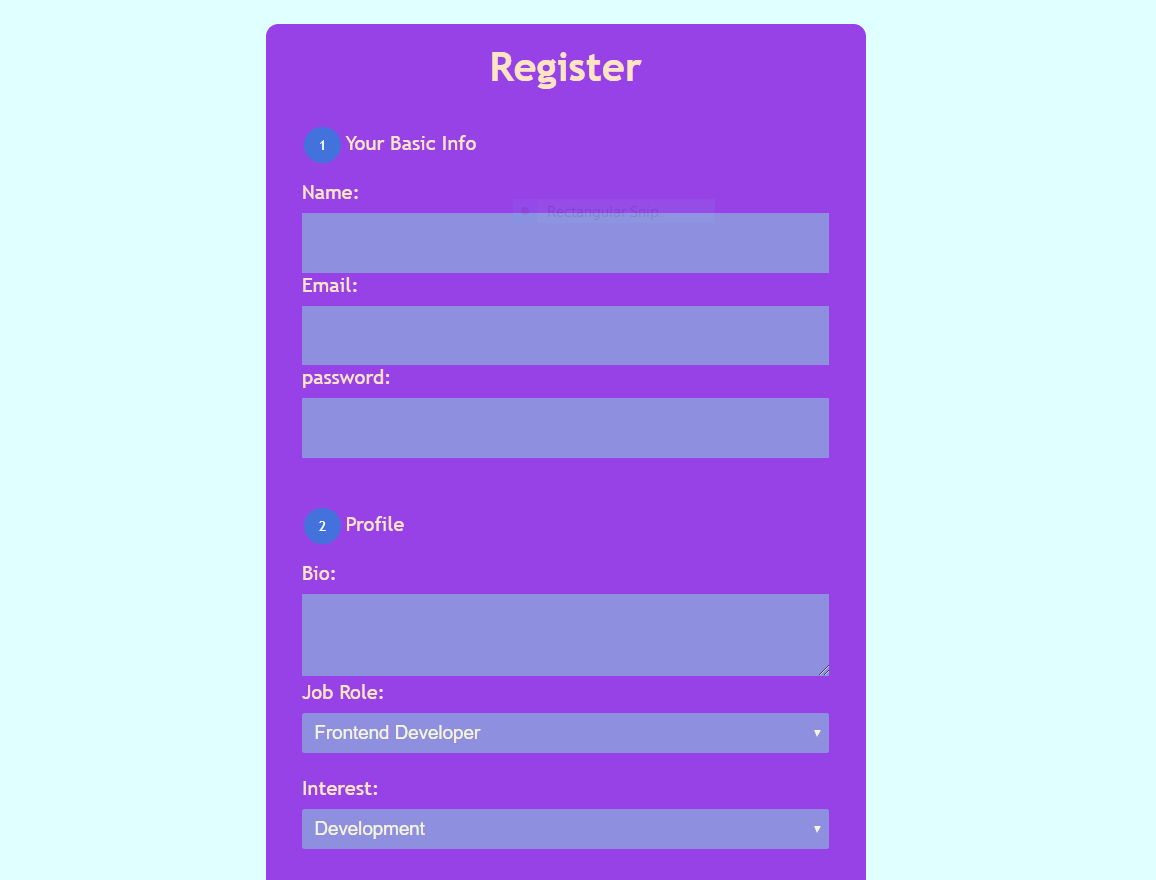 Register
1 Your Basic Info
Name:
Rectangular Snip
Email:
password:
2 Profile
Bio:
Job Role:
Frontend Developer
Interest:
Development